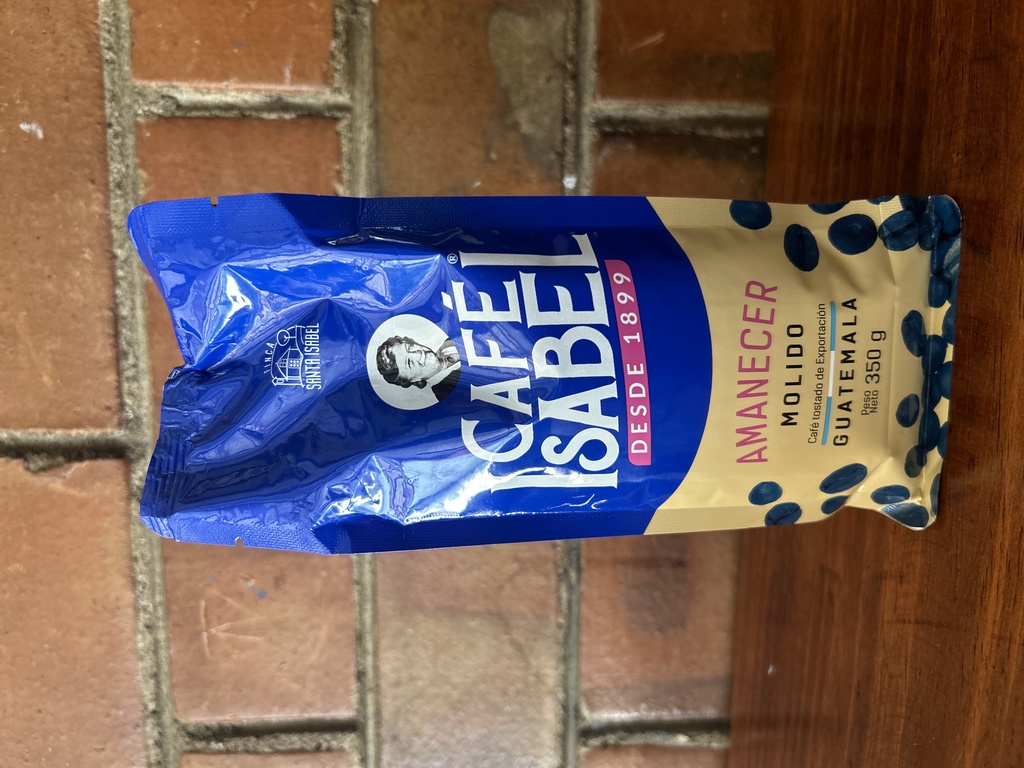 FINCA
SANTA ISABEL
CAFÉ®
ISABEL
DESDE 1899
AMANECER
MOLIDO
Café tostado de Exportación
GUATEMALA
Peso
Neto 350 g